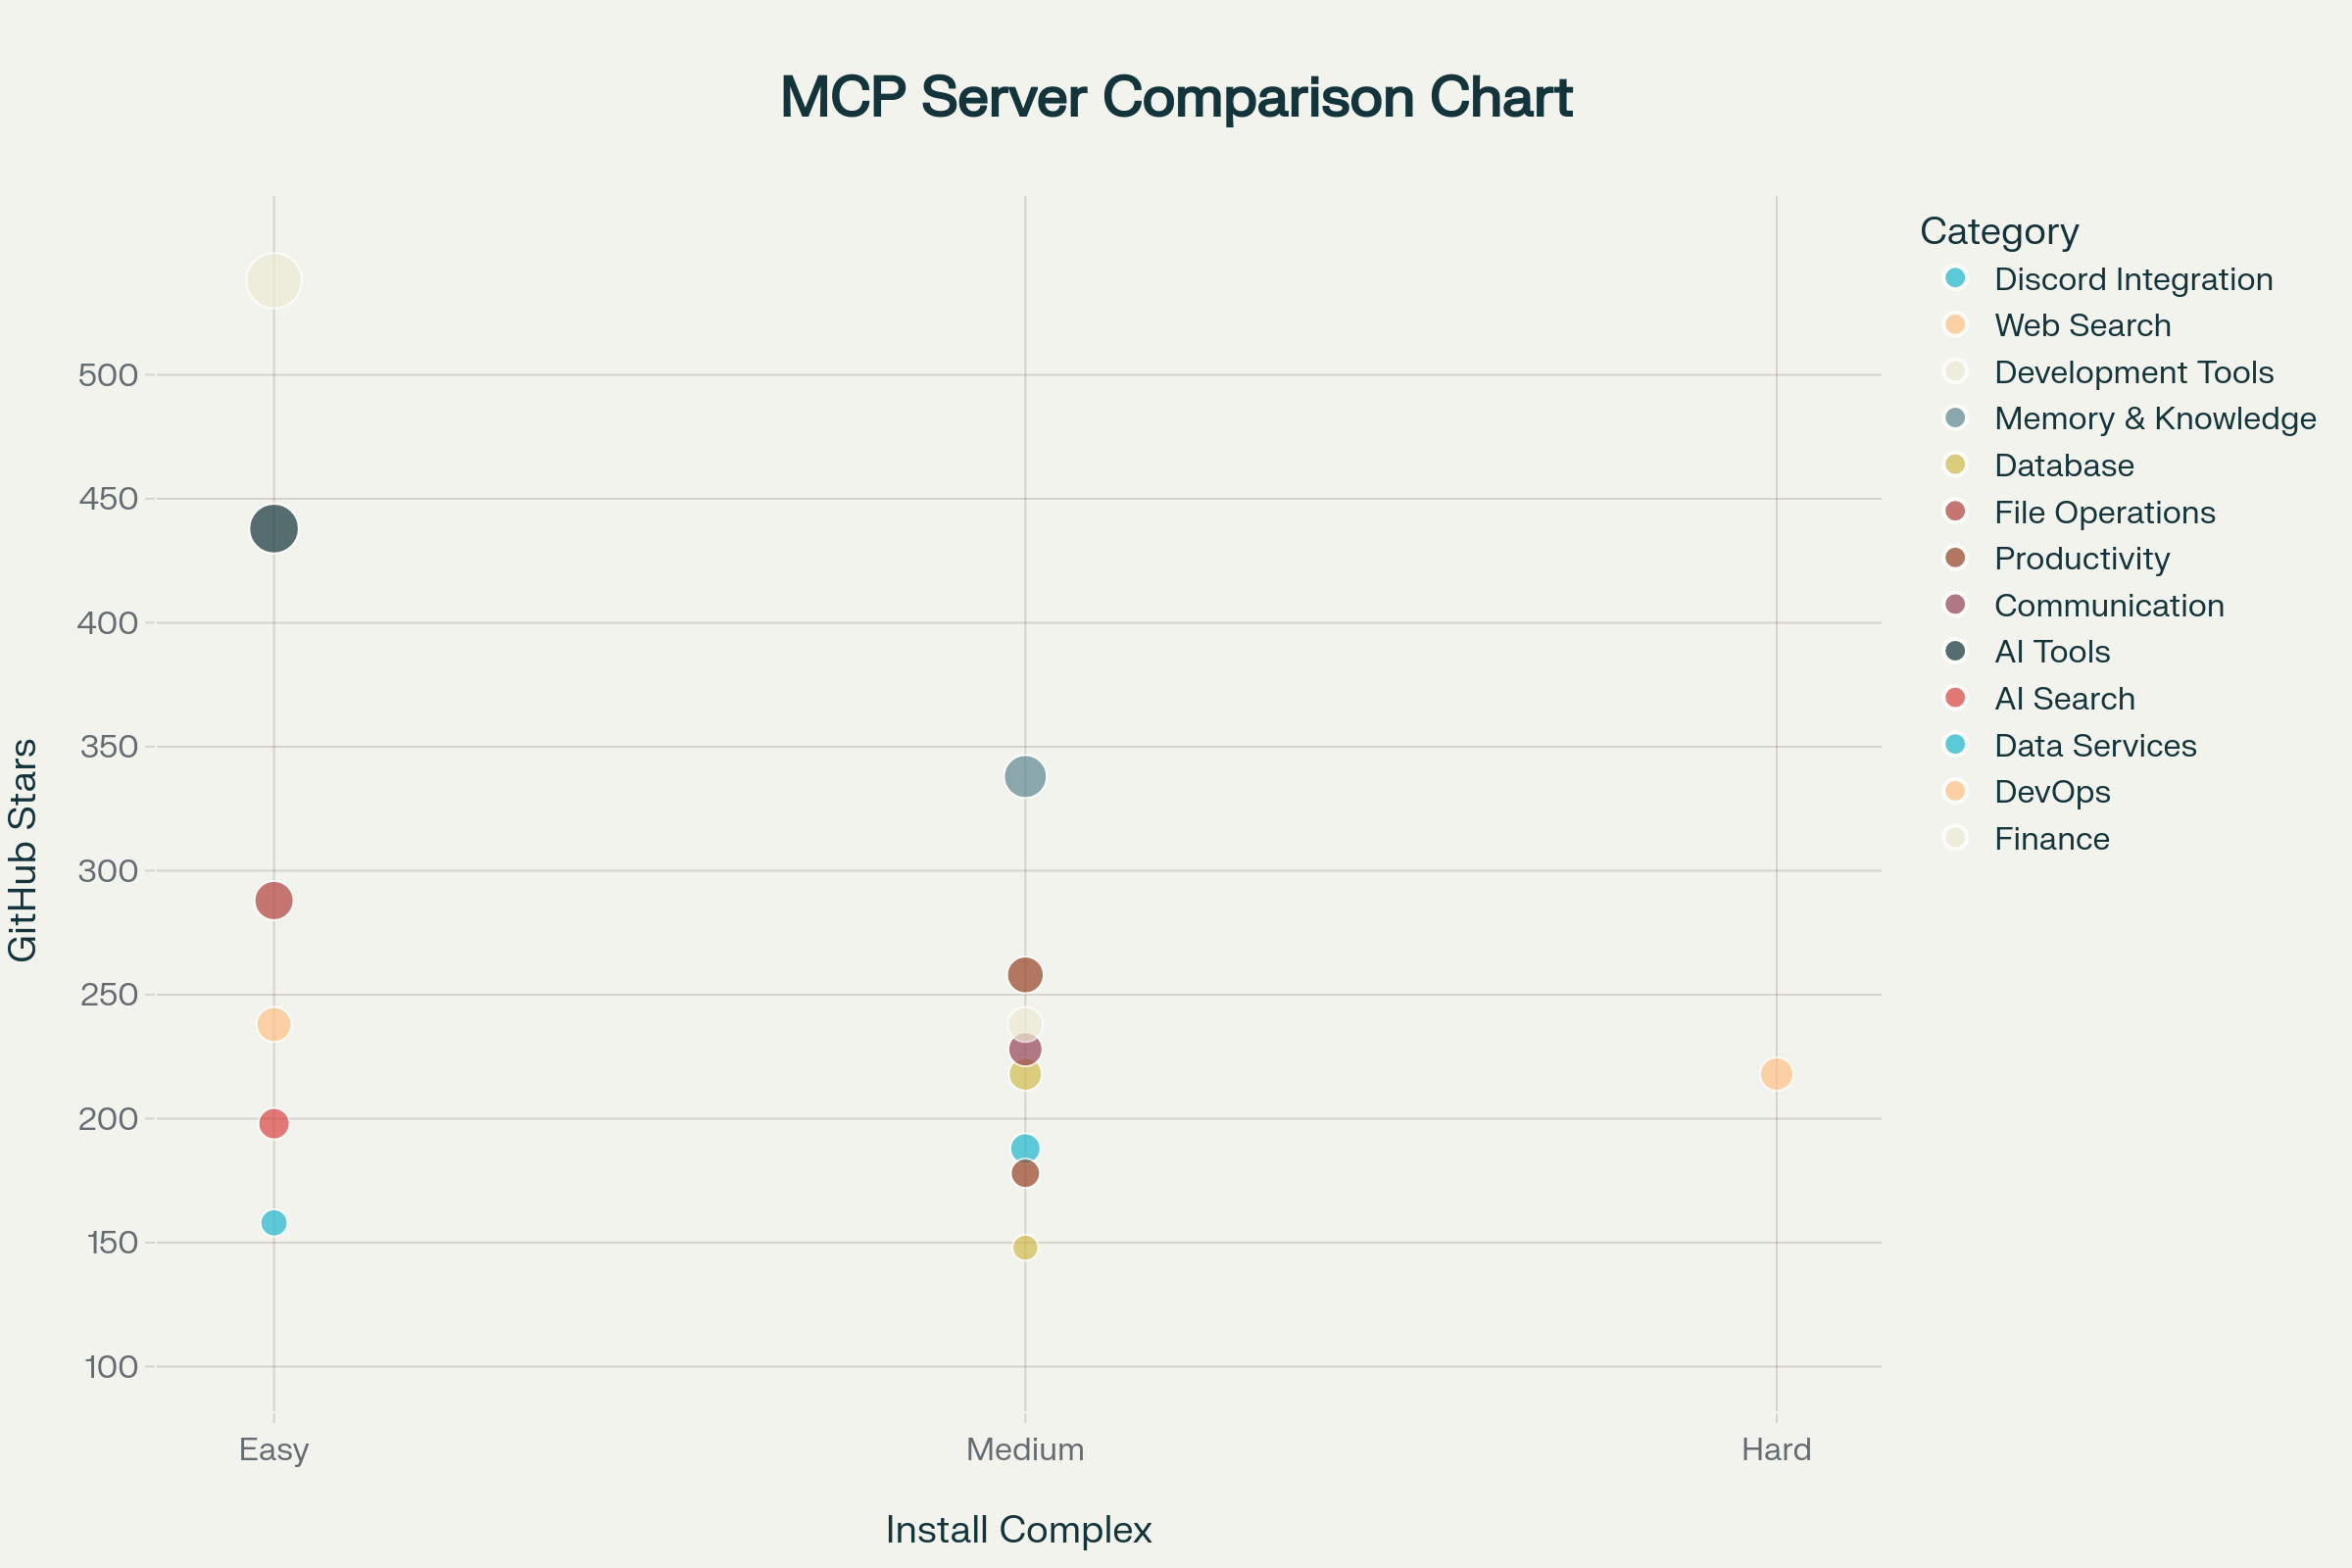 MCP Server Comparison Chart
GitHub Stars
500
450
400
350
300
250
200
150
100
Easy
Medium
Hard
Install Complex
Category
Discord Integration
Web Search
Development Tools
Memory & Knowledge
Database
File Operations
Productivity
Communication
AI Tools
AI Search
Data Services
DevOps
Finance